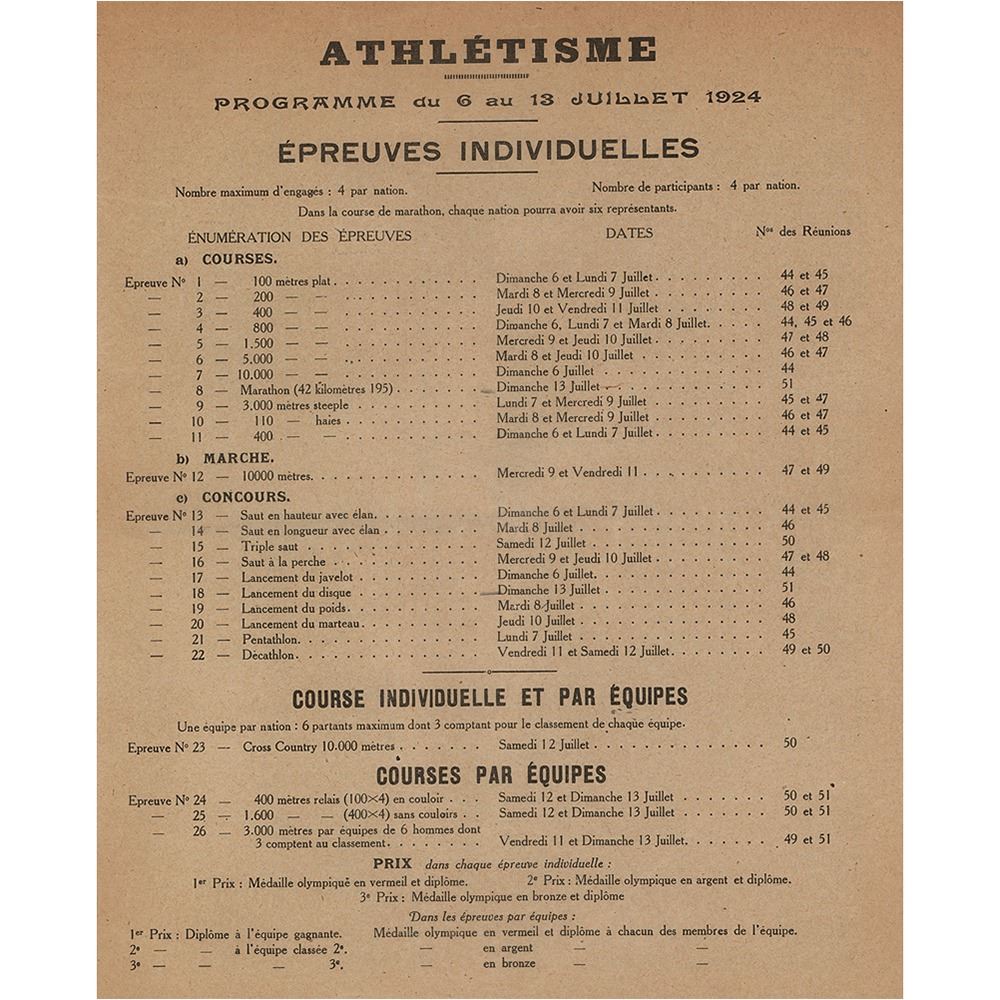 ATHLÉTISME
PROGRAMME du 6 au 13 JUILLET 1924
ÉPREUVES INDIVIDUELLES
Nombre maximum d'engagés : 4 par nation. Nombre de participants : 4 par nation.
Dans la course de marathon, chaque nation pourra avoir six représentants.
ÉNUMÉRATION DES ÉPREUVES DATES Nos des Réunions
a) COURSES.
Epreuve No 1 — 100 mètres plat. . . . . . . . . . . . Dimanche 6 et Lundi 7 Juillet. . . . . . . . . 44 et 45
— 2 — 200 — — . . . . . . . . . . . Mardi 8 et Mercredi 9 Juillet . . . . . . . . . 46 et 47
— 3 — 400 — — . . . . . . . . . . . Jeudi 10 et Vendredi 11 Juillet . . . . . . . . 48 et 49
— 4 — 800 — — . . . . . . . . . . . Dimanche 6, Lundi 7 et Mardi 8 Juillet. . . . . 44, 45 et 46
— 5 — 1.500 — — . . . . . . . . . . . Mercredi 9 et Jeudi 10 Juillet. . . . . . . . . 47 et 48
— 6 — 5.000 — — . . . . . . . . . . . Mardi 8 et Jeudi 10 Juillet . . . . . . . . . . 46 et 47
— 7 — 10.000 — — . . . . . . . . . . . Dimanche 6 Juillet . . . . . . . . . . . . . 44
— 8 — Marathon (42 kilomètres 195) . . . . . . . Dimanche 13 Juillet . . . . . . . . . . . . 51
— 9 — 3.000 mètres steeple . . . . . . . . . . Lundi 7 et Mercredi 9 Juillet . . . . . . . . . 45 et 47
— 10 — 110 — haies . . . . . . . . . . . Mardi 8 et Mercredi 9 Juillet . . . . . . . . . 46 et 47
— 11 — 400 — — . . . . . . . . . . . Dimanche 6 et Lundi 7 Juillet . . . . . . . . . 44 et 45
b) MARCHE.
Epreuve No 12 — 10000 mètres. . . . . . . . . . . . . Mercredi 9 et Vendredi 11 . . . . . . . . . . 47 et 49
c) CONCOURS.
Epreuve No 13 — Saut en hauteur avec élan. . . . . . . . . Dimanche 6 et Lundi 7 Juillet. . . . . . . . . 44 et 45
— 14 — Saut en longueur avec élan . . . . . . . . Mardi 8 Juillet . . . . . . . . . . . . . . 46
— 15 — Triple saut . . . . . . . . . . . . . Samedi 12 Juillet . . . . . . . . . . . . . 50
— 16 — Saut à la perche . . . . . . . . . . . Mercredi 9 et Jeudi 10 Juillet. . . . . . . . . 47 et 48
— 17 — Lancement du javelot . . . . . . . . . . Dimanche 6 Juillet. . . . . . . . . . . . . 44
— 18 — Lancement du disque . . . . . . . . . . Dimanche 13 Juillet . . . . . . . . . . . . 51
— 19 — Lancement du poids. . . . . . . . . . . Mardi 8 Juillet . . . . . . . . . . . . . . 46
— 20 — Lancement du marteau. . . . . . . . . . Jeudi 10 Juillet . . . . . . . . . . . . . 48
— 21 — Pentathlon. . . . . . . . . . . . . . Lundi 7 Juillet . . . . . . . . . . . . . . 45
— 22 — Décathlon. . . . . . . . . . . . . . Vendredi 11 et Samedi 12 Juillet. . . . . . . . 49 et 50
COURSE INDIVIDUELLE ET PAR ÉQUIPES
Une équipe par nation : 6 partants maximum dont 3 comptant pour le classement de chaque équipe.
Epreuve No 23 — Cross Country 10.000 mètres . . . . . . . Samedi 12 Juillet . . . . . . . . . . . . . 50
COURSES PAR ÉQUIPES
Epreuve No 24 — 400 mètres relais (100×4) en couloir . . . Samedi 12 et Dimanche 13 Juillet . . . . . . . 50 et 51
— 25 — 1.600 — — (400×4) sans couloirs . . Samedi 12 et Dimanche 13 Juillet . . . . . . . 50 et 51
— 26 — 3.000 mètres par équipes de 6 hommes dont
3 comptent au classement. . . . . . . Vendredi 11 et Dimanche 13 Juillet. . . . . . . 49 et 51
PRIX dans chaque épreuve individuelle :
1er Prix : Médaille olympique en vermeil et diplôme. 2e Prix : Médaille olympique en argent et diplôme.
3e Prix : Médaille olympique en bronze et diplôme
Dans les épreuves par équipes :
1er Prix : Diplôme à l'équipe gagnante. Médaille olympique en vermeil et diplôme à chacun des membres de l'équipe.
2e — — à l'équipe classée 2e. — en argent — —
3e — — — 3e. — en bronze — —